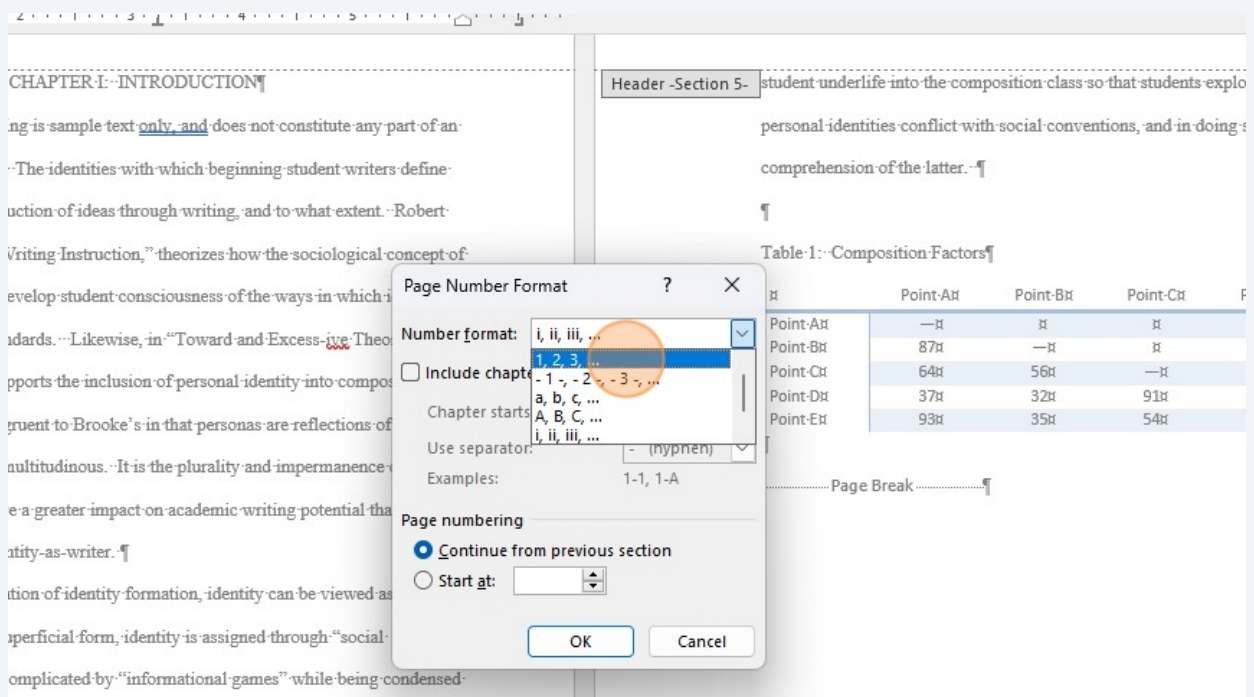 2 3 4 5
CHAPTER I: INTRODUCTION¶
ing is sample text only, and does not constitute any part of an
The identities with which beginning student writers define
uction of ideas through writing, and to what extent. Robert
Writing Instruction,” theorizes how the sociological concept of
evelop student consciousness of the ways in which i
ndards. Likewise, in “Toward and Excess-ive Theo
pports the inclusion of personal identity into compos
gruent to Brooke’s in that personas are reflections of
multitudinous. It is the plurality and impermanence
e a greater impact on academic writing potential tha
ntity-as-writer. ¶
tion of identity formation, identity can be viewed as
uperficial form, identity is assigned through “social
omplicated by “informational games” while being condensed
Header -Section 5-
student underlife into the composition class so that students explo
personal identities conflict with social conventions, and in doing s
comprehension of the latter. ¶
¶
Table 1: Composition Factors¶
¤ Point A¤ Point B¤ Point C¤
Point A¤ —¤ ¤ ¤
Point B¤ 87¤ —¤ ¤
Point C¤ 64¤ 56¤ —¤
Point D¤ 37¤ 32¤ 91¤
Point E¤ 93¤ 35¤ 54¤
¶
Page Break ¶
Page Number Format ?
Number format: i, ii, iii, ...
1, 2, 3, ...
- 1 -, - 2 -, - 3 -, ...
a, b, c, ...
A, B, C, ...
i, ii, iii, ...
Include chapte
Chapter starts
Use separator: - (hyphen)
Examples: 1-1, 1-A
Page numbering
Continue from previous section
Start at:
OK Cancel